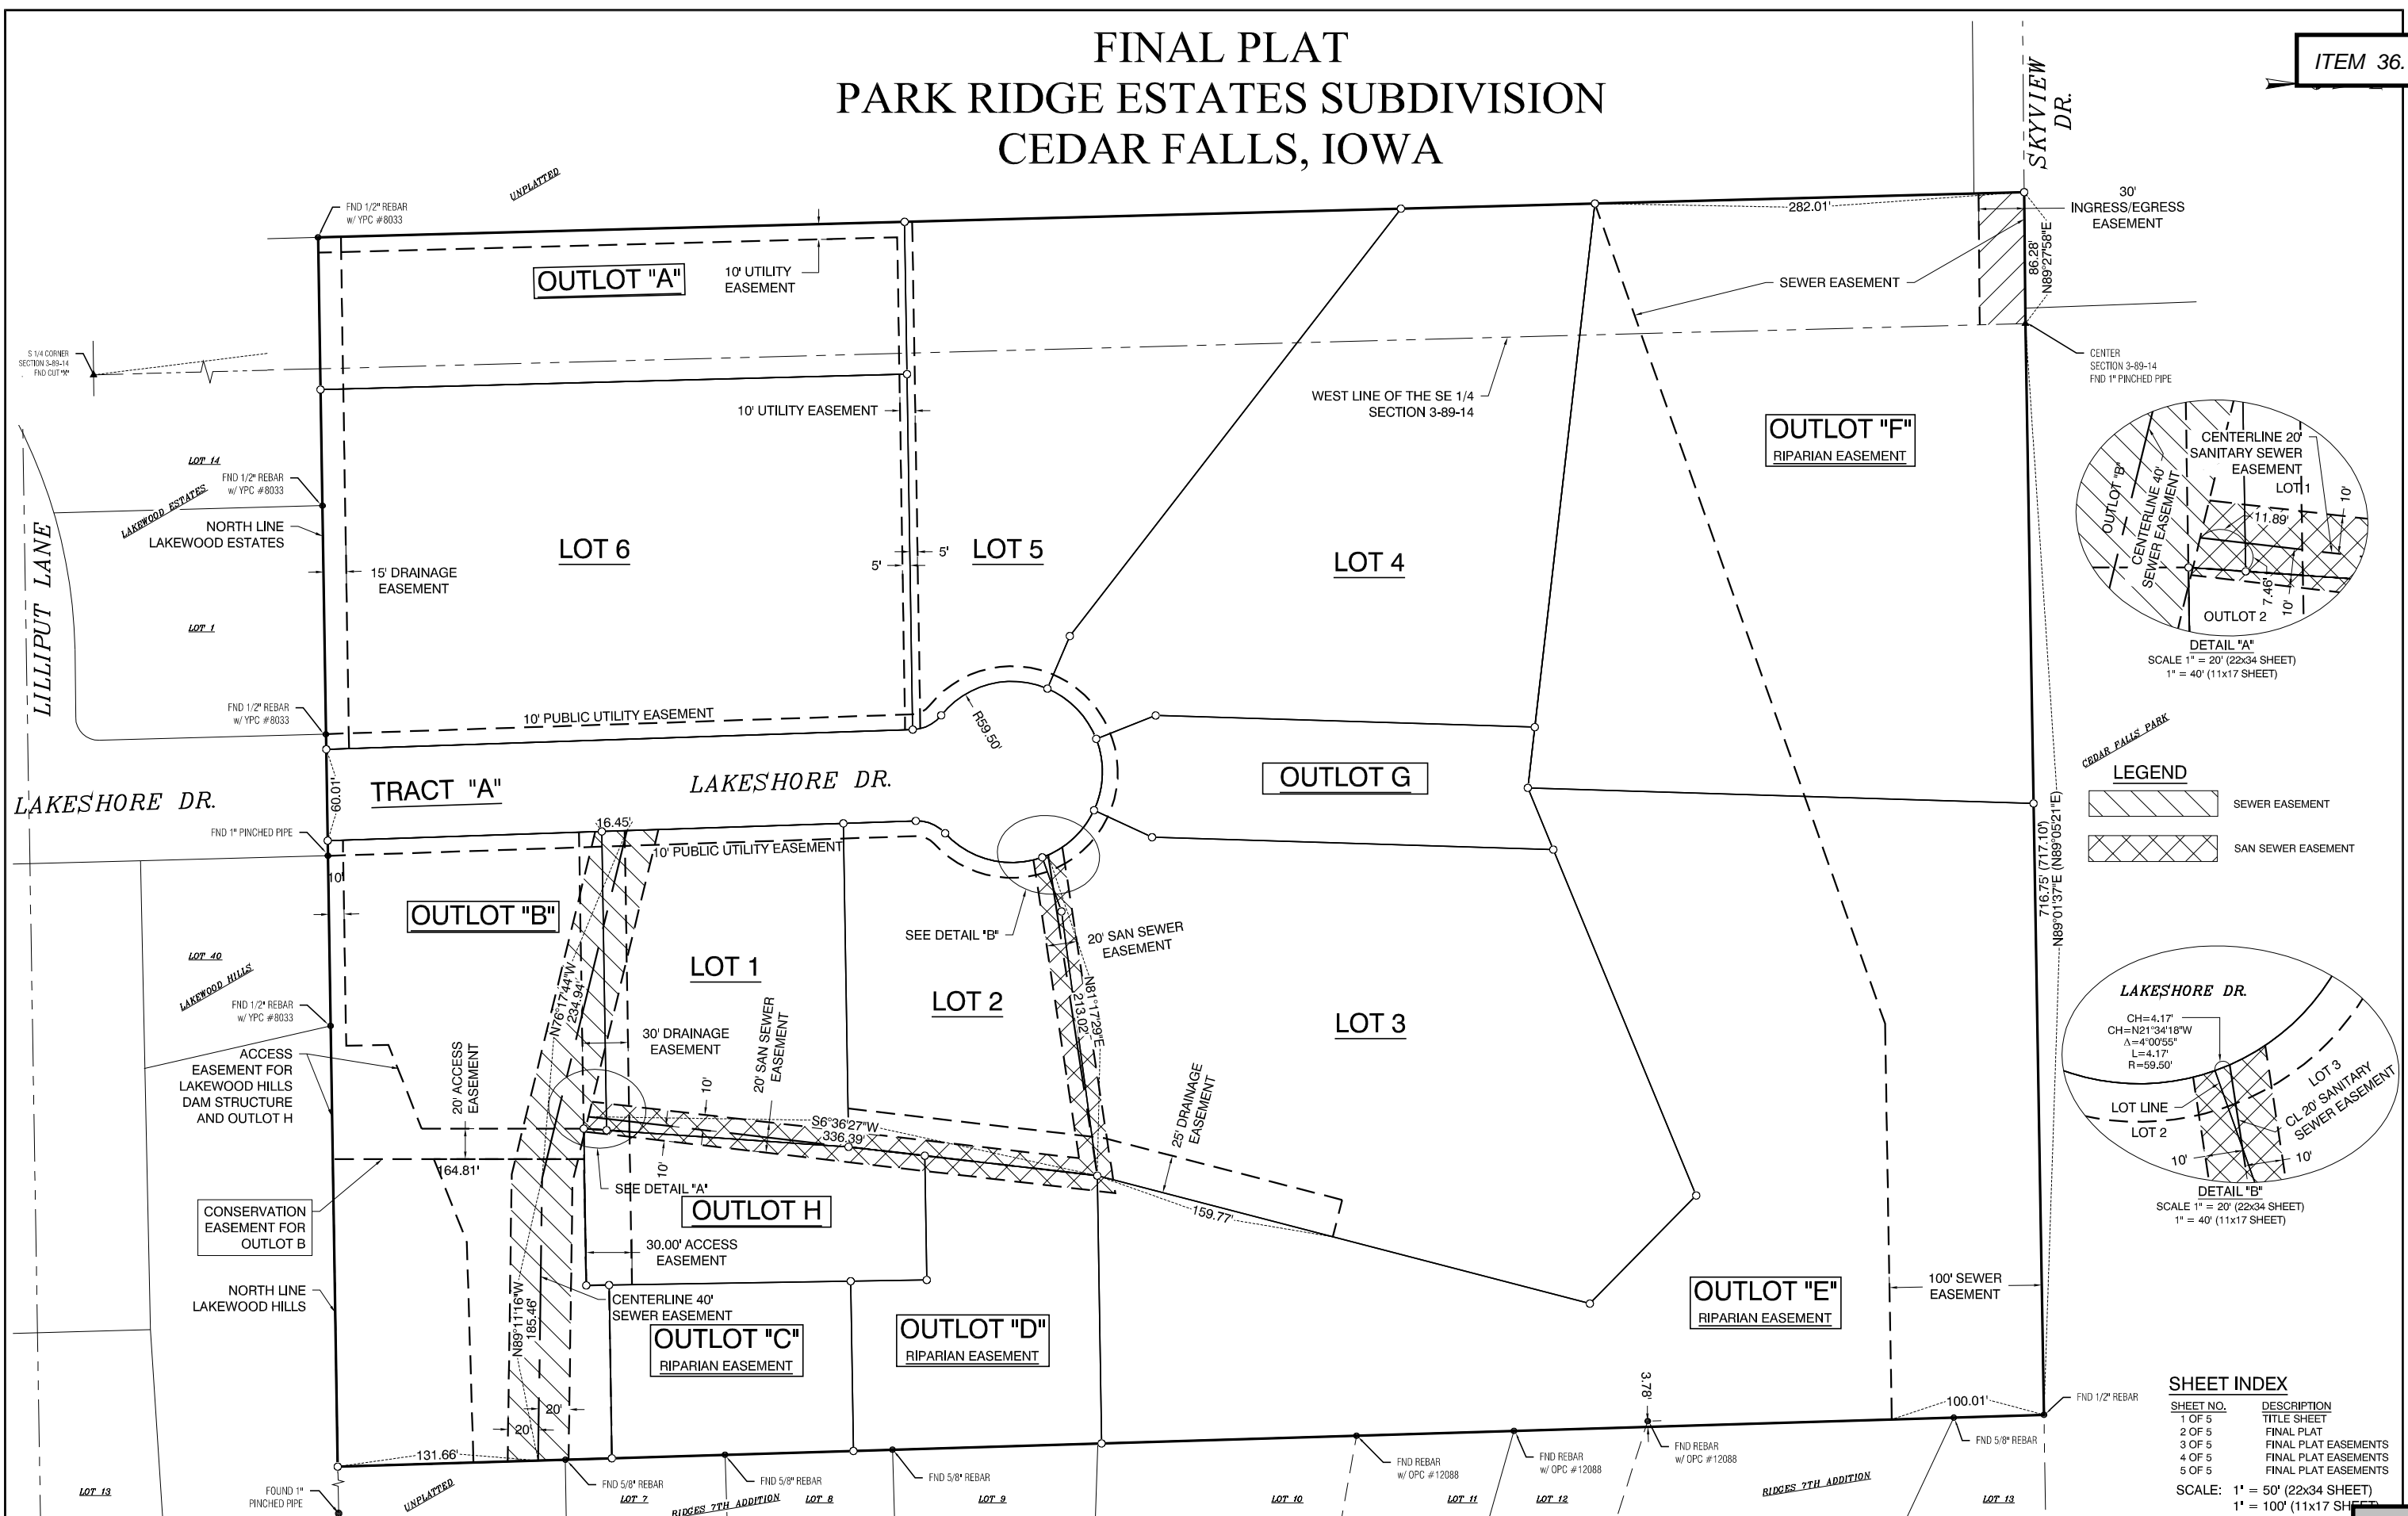 FINAL PLAT
PARK RIDGE ESTATES SUBDIVISION
CEDAR FALLS, IOWA
ITEM 36.
SKYVIEW
DR.
UNPLATTED
FND 1/2" REBAR
w/ YPC #8033
282.01'
30'
INGRESS/EGRESS
EASEMENT
86.28'
N89°27'58"E
OUTLOT "A"
10' UTILITY
EASEMENT
SEWER EASEMENT
S 1/4 CORNER
SECTION 3-89-14
FND CUT "X"
CENTER
SECTION 3-89-14
FND 1" PINCHED PIPE
WEST LINE OF THE SE 1/4
SECTION 3-89-14
10' UTILITY EASEMENT
OUTLOT "F"
RIPARIAN EASEMENT
LOT 14
FND 1/2" REBAR
w/ YPC #8033
LAKEWOOD ESTATES
NORTH LINE
LAKEWOOD ESTATES
LOT 6
5'
5'
LOT 5
LOT 4
15' DRAINAGE
EASEMENT
LILLIPUT LANE
LOT 1
CENTERLINE 20'
SANITARY SEWER
EASEMENT
LOT 1
OUTLOT "B"
CENTERLINE 40'
SEWER EASEMENT
11.89'
10'
7.46'
10'
OUTLOT 2
DETAIL "A"
SCALE 1" = 20' (22x34 SHEET)
1" = 40' (11x17 SHEET)
FND 1/2" REBAR
w/ YPC #8033
10' PUBLIC UTILITY EASEMENT
R59.50'
CEDAR FALLS PARK
LEGEND
SEWER EASEMENT
SAN SEWER EASEMENT
LAKESHORE DR.
60.01'
TRACT "A"
LAKESHORE DR.
OUTLOT G
716.75' (717.10')
N89°01'37"E (N89°05'21"E)
FND 1" PINCHED PIPE
16.45'
10' PUBLIC UTILITY EASEMENT
10'
OUTLOT "B"
SEE DETAIL "B"
20' SAN SEWER
EASEMENT
LOT 40
LAKEWOOD HILLS
FND 1/2" REBAR
w/ YPC #8033
N76°17'44"W
234.94'
LOT 1
LOT 2
N81°17'29"E
213.02'
LOT 3
30' DRAINAGE
EASEMENT
20' SAN SEWER
EASEMENT
10'
ACCESS
EASEMENT FOR
LAKEWOOD HILLS
DAM STRUCTURE
AND OUTLOT H
20' ACCESS
EASEMENT
S6°36'27"W
336.39'
10'
25' DRAINAGE
EASEMENT
164.81'
SEE DETAIL "A"
CONSERVATION
EASEMENT FOR
OUTLOT B
OUTLOT H
159.77'
30.00' ACCESS
EASEMENT
LAKESHORE DR.
CH=4.17'
CH=N21°34'18"W
Δ=4°00'55"
L=4.17'
R=59.50'
LOT 3
CL 20' SANITARY
SEWER EASEMENT
LOT LINE
LOT 2
10'
10'
DETAIL "B"
SCALE 1" = 20' (22x34 SHEET)
1" = 40' (11x17 SHEET)
NORTH LINE
LAKEWOOD HILLS
N89°11'16"W
185.46'
CENTERLINE 40'
SEWER EASEMENT
OUTLOT "C"
RIPARIAN EASEMENT
OUTLOT "D"
RIPARIAN EASEMENT
OUTLOT "E"
RIPARIAN EASEMENT
100' SEWER
EASEMENT
20'
20'
131.66'
3.78'
100.01'
FND 1/2" REBAR
SHEET INDEX
SHEET NO. DESCRIPTION
1 OF 5 TITLE SHEET
2 OF 5 FINAL PLAT
3 OF 5 FINAL PLAT EASEMENTS
4 OF 5 FINAL PLAT EASEMENTS
5 OF 5 FINAL PLAT EASEMENTS
SCALE: 1" = 50' (22x34 SHEET)
1" = 100' (11x17 SHEET)
LOT 13
FOUND 1"
PINCHED PIPE
UNPLATTED
FND 5/8" REBAR
LOT 7
RIDGES 7TH ADDITION
FND 5/8" REBAR
LOT 8
FND 5/8" REBAR
LOT 9
LOT 10
FND REBAR
w/ OPC #12088
LOT 11
FND REBAR
w/ OPC #12088
LOT 12
FND REBAR
w/ OPC #12088
RIDGES 7TH ADDITION
FND 5/8" REBAR
LOT 13